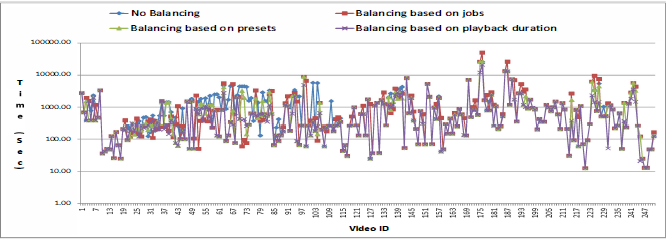 No Balancing
Balancing based on jobs
Balancing based on presets
Balancing based on playback duration
100000.00
10000.00
1000.00
100.00
10.00
1.00
Time (Sec)
1 7 13 19 25 31 37 43 49 55 61 67 73 79 85 91 97 103 109 115 121 127 133 139 145 151 157 163 169 175 181 187 193 199 205 211 217 223 229 235 241 247
Video ID